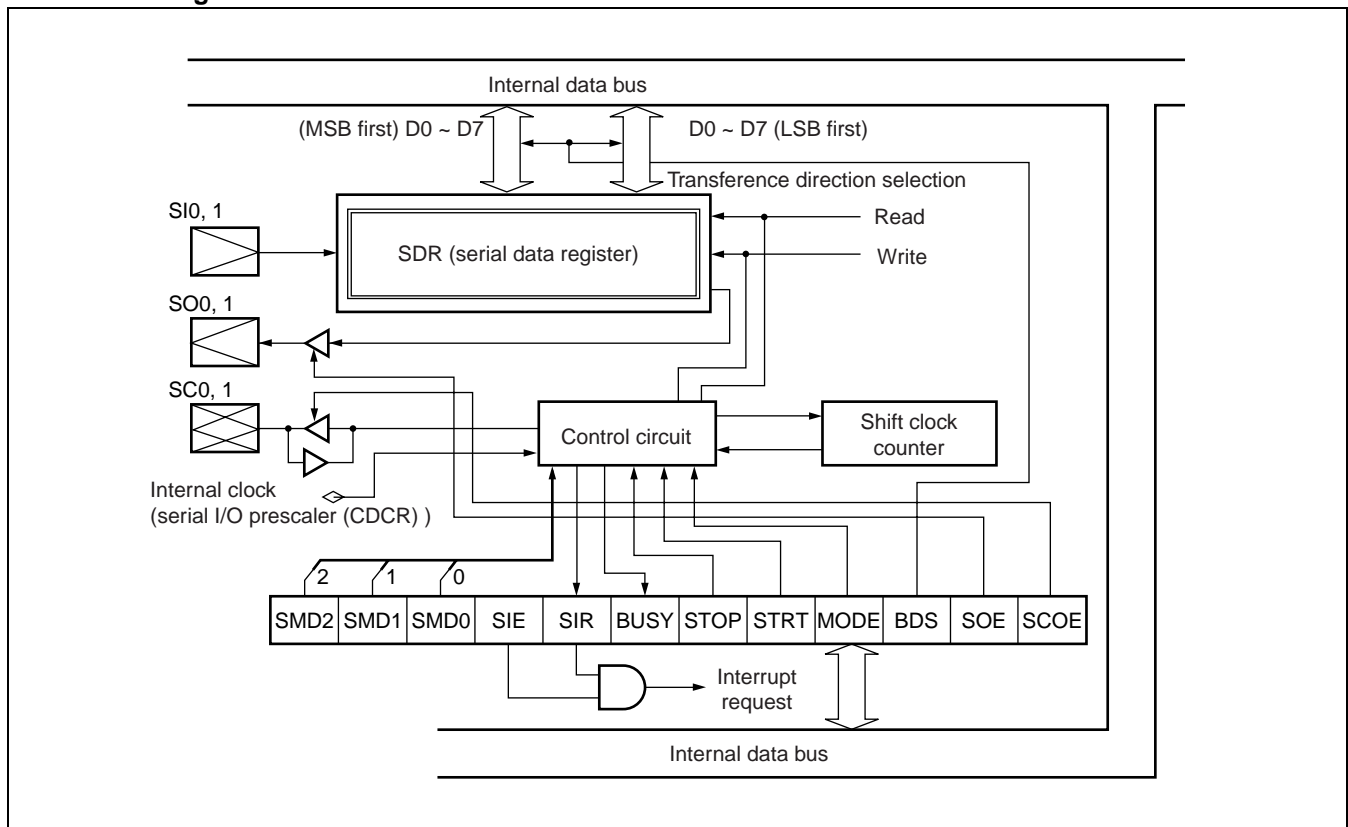 Internal data bus
(MSB first) D0 ~ D7
D0 ~ D7 (LSB first)
Transference direction selection
SI0, 1
Read
SDR (serial data register)
Write
SO0, 1
SC0, 1
Control circuit
Shift clock
counter
Internal clock
(serial I/O prescaler (CDCR) )
2
1
0
SMD2 SMD1 SMD0 SIE SIR BUSY STOP STRT MODE BDS SOE SCOE
Interrupt
request
Internal data bus